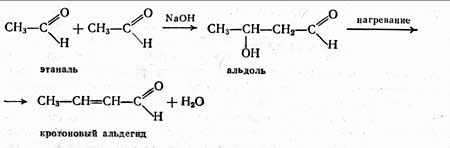 CH₃—C O H + CH₃—C O H NaOH CH₃—CH—CH₂—C O H нагревание
OH
этаналь альдоль
CH₃—CH=CH—C O H + H₂O
кротоновый альдегид